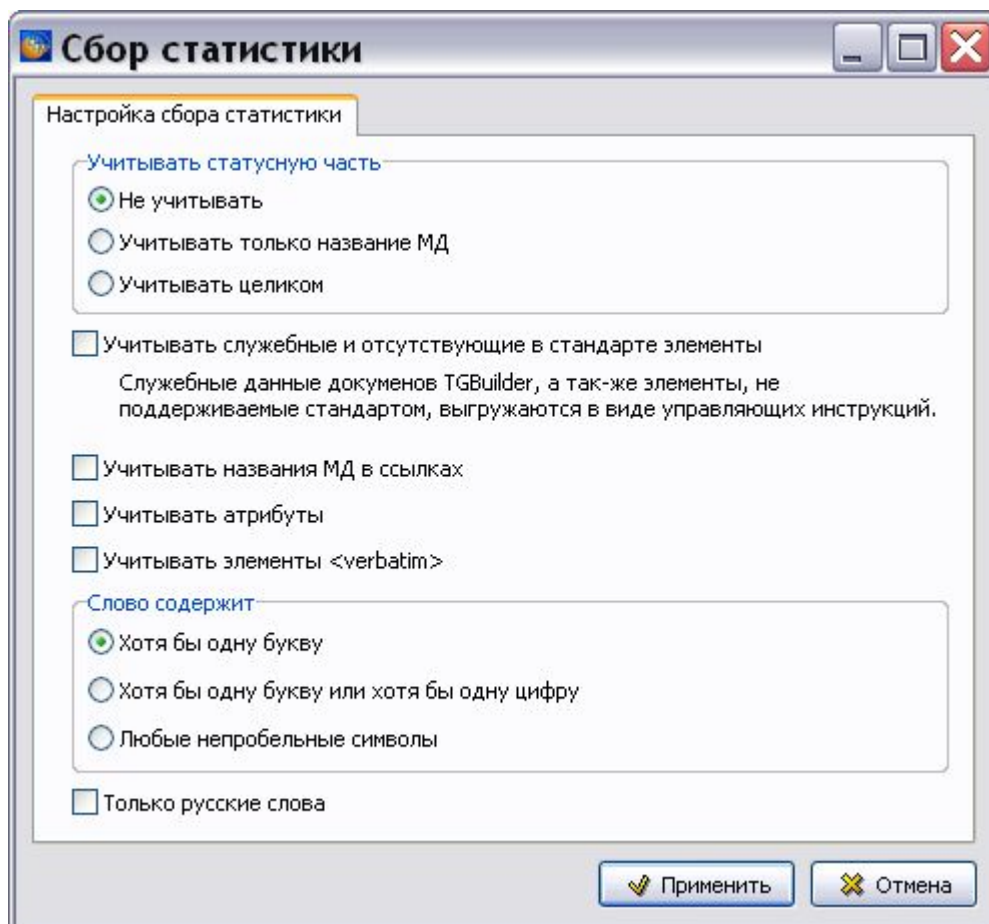 Сбор статистики
Настройка сбора статистики
Учитывать статусную часть
Не учитывать
Учитывать только название МД
Учитывать целиком
Учитывать служебные и отсутствующие в стандарте элементы
Служебные данные докуменов TGBuilder, а так-же элементы, не
поддерживаемые стандартом, выгружаются в виде управляющих инструкций.
Учитывать названия МД в ссылках
Учитывать атрибуты
Учитывать элементы <verbatim>
Слово содержит
Хотя бы одну букву
Хотя бы одну букву или хотя бы одну цифру
Любые непробельные символы
Только русские слова
Применить
Отмена